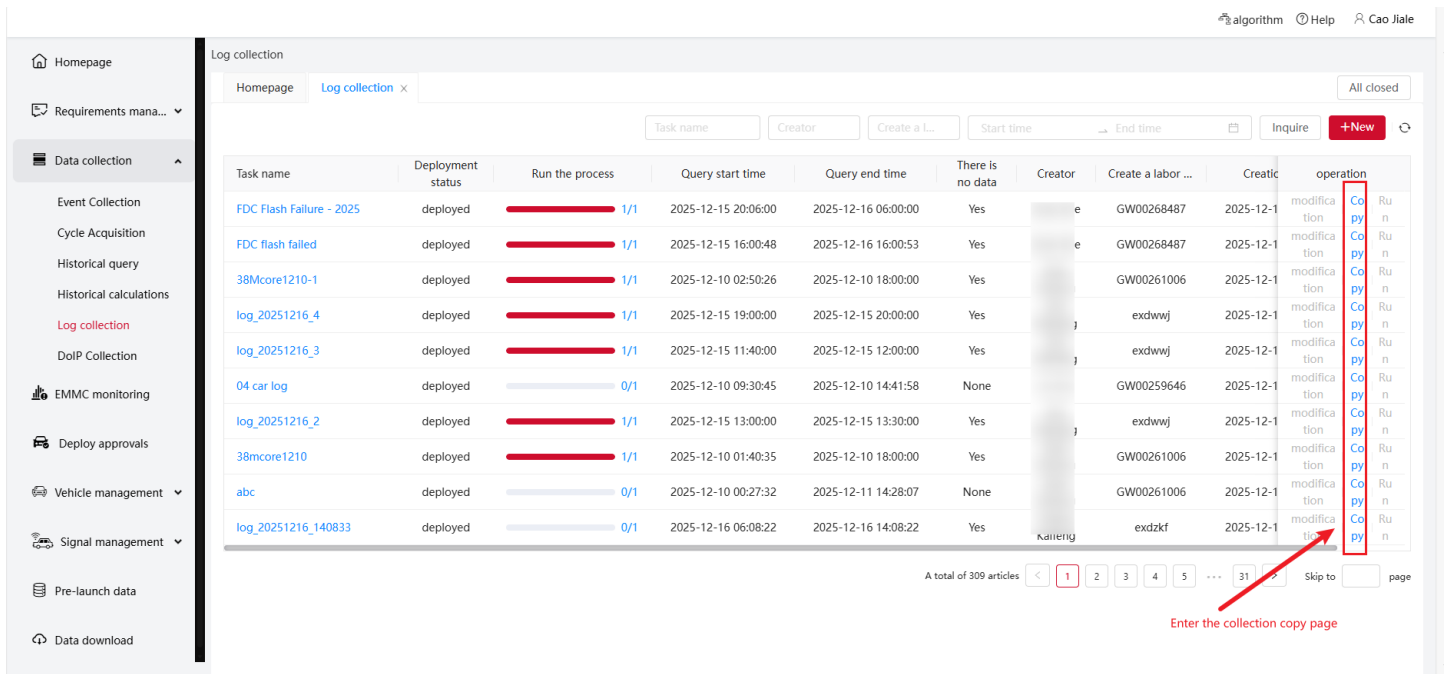 algorithm Help Cao Jiale
Homepage
Requirements mana...
Data collection
Event Collection
Cycle Acquisition
Historical query
Historical calculations
Log collection
DoIP Collection
EMMC monitoring
Deploy approvals
Vehicle management
Signal management
Pre-launch data
Data download
Log collection
Homepage Log collection × All closed
Task name Creator Create a l... Start time → End time Inquire +New
Task name Deployment status Run the process Query start time Query end time There is no data Creator Create a labor ... Creatic operation
FDC Flash Failure - 2025 deployed 1/1 2025-12-15 20:06:00 2025-12-16 06:00:00 Yes e GW00268487 2025-12-1 modification Copy Run
FDC flash failed deployed 1/1 2025-12-15 16:00:48 2025-12-16 16:00:53 Yes e GW00268487 2025-12-1 modification Copy Run
38Mcore1210-1 deployed 1/1 2025-12-10 02:50:26 2025-12-10 18:00:00 Yes GW00261006 2025-12-1 modification Copy Run
log_20251216_4 deployed 1/1 2025-12-15 19:00:00 2025-12-15 20:00:00 Yes exdwwj 2025-12-1 modification Copy Run
log_20251216_3 deployed 1/1 2025-12-15 11:40:00 2025-12-15 12:00:00 Yes exdwwj 2025-12-1 modification Copy Run
04 car log deployed 0/1 2025-12-10 09:30:45 2025-12-10 14:41:58 None GW00259646 2025-12-1 modification Copy Run
log_20251216_2 deployed 1/1 2025-12-15 13:00:00 2025-12-15 13:30:00 Yes exdwwj 2025-12-1 modification Copy Run
38mcore1210 deployed 1/1 2025-12-10 01:40:35 2025-12-10 18:00:00 Yes GW00261006 2025-12-1 modification Copy Run
abc deployed 0/1 2025-12-10 00:27:32 2025-12-11 14:28:07 None GW00261006 2025-12-1 modification Copy Run
log_20251216_140833 deployed 0/1 2025-12-16 06:08:22 2025-12-16 14:08:22 Yes Kaifeng exdzkf 2025-12-1 modification Copy Run
A total of 309 articles < 1 2 3 4 5 ··· 31 > Skip to page
Enter the collection copy page